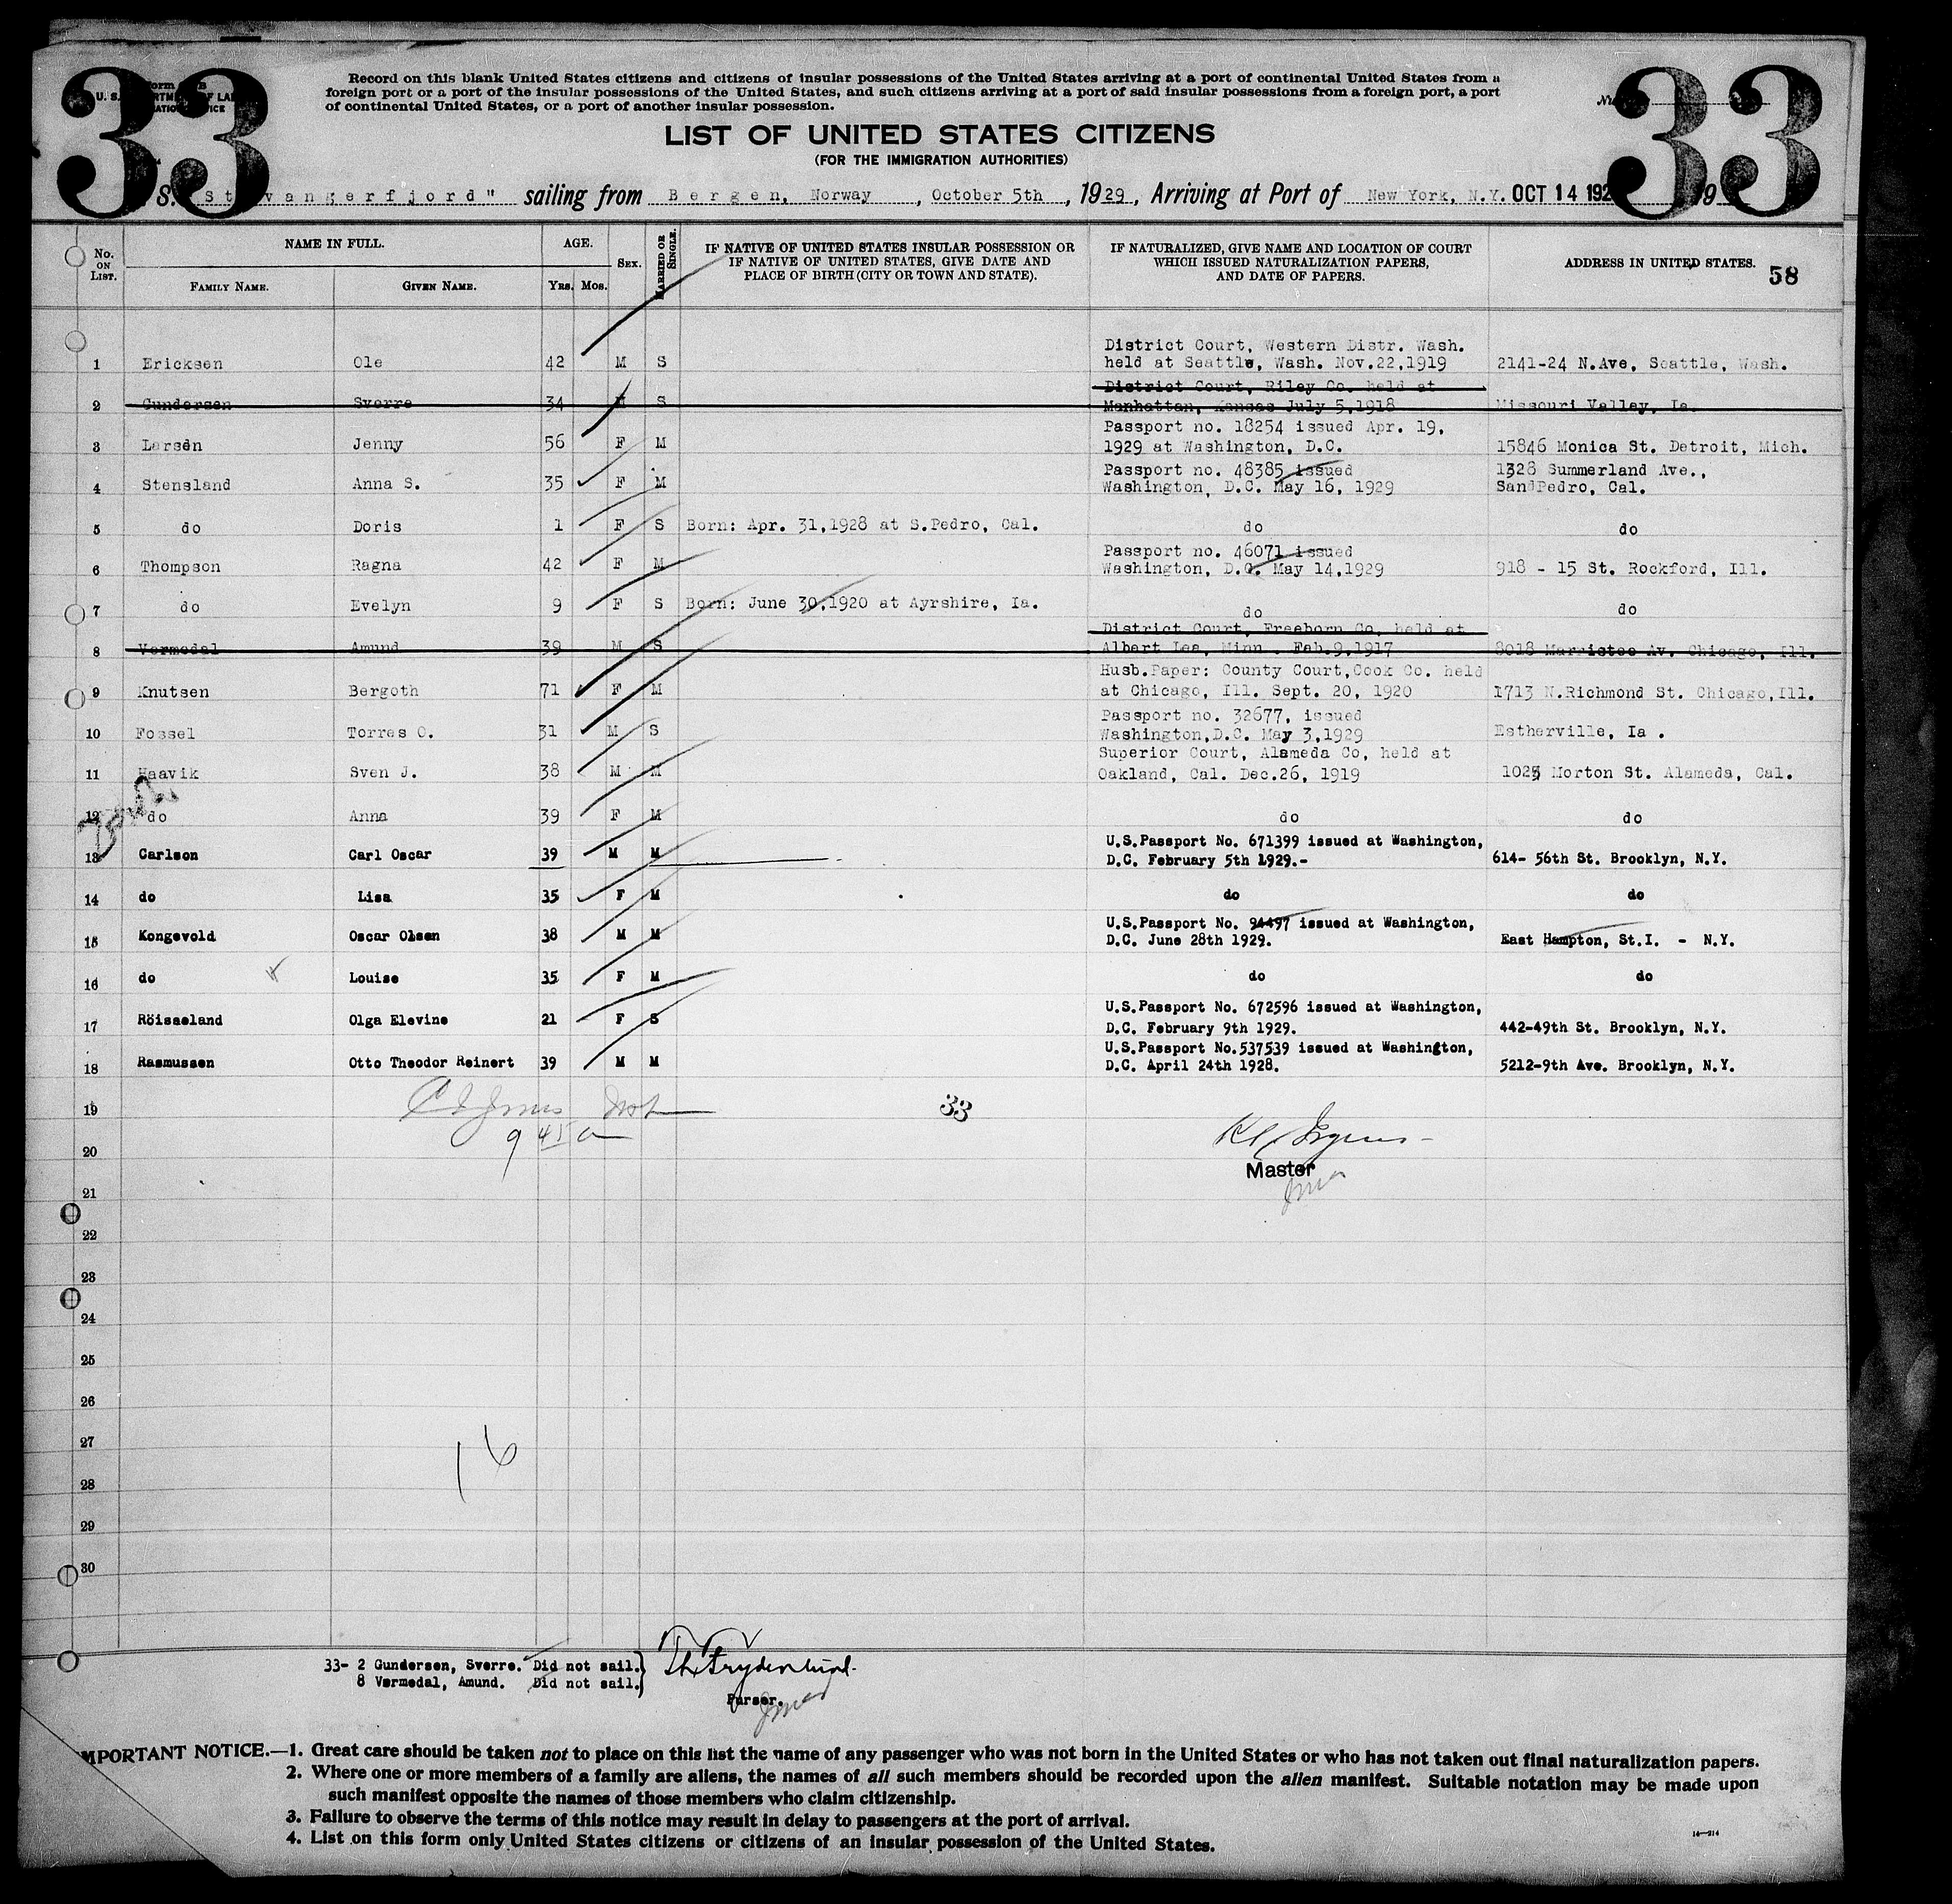 33
33
Record on this blank United States citizens and citizens of insular possessions of the United States arriving at a port of continental United States from a
foreign port or a port of the insular possessions of the United States, and such citizens arriving at a port of said insular possessions from a foreign port, a port
of continental United States, or a port of another insular possession.
LIST OF UNITED STATES CITIZENS
(FOR THE IMMIGRATION AUTHORITIES)
S. Stavangerfjord" sailing from Bergen, Norway, October 5th, 1929, Arriving at Port of New York, N.Y. OCT 14 192
No. ON LIST. NAME IN FULL. AGE. SEX. MARRIED OR SINGLE. IF NATIVE OF UNITED STATES INSULAR POSSESSION OR IF NATIVE OF UNITED STATES, GIVE DATE AND PLACE OF BIRTH (CITY OR TOWN AND STATE). IF NATURALIZED, GIVE NAME AND LOCATION OF COURT WHICH ISSUED NATURALIZATION PAPERS, AND DATE OF PAPERS. ADDRESS IN UNITED STATES. 58
FAMILY NAME. GIVEN NAME. Yrs. Mos.
District Court, Western Distr. Wash.
1 Ericksen Ole 42 M S held at Seattle, Wash. Nov.22,1919 2141-24 N.Ave, Seattle, Wash.
District Court, Riley Co. held at
2 Gundersen Sverre 34 M S Manhattan, Kansas July 5,1918 Missouri Valley, Ia.
Passport no. 18254 issued Apr. 19,
3 Larsen Jenny 56 F M 1929 at Washington, D.C. 15846 Monica St. Detroit, Mich.
Passport no. 48385 issued 1328 Summerland Ave.,
4 Stensland Anna S. 35 F M Washington, D.C. May 16, 1929 SandPedro, Cal.
5 do Doris 1 F S Born: Apr. 31,1928 at S.Pedro, Cal. do do
Passport no. 46071 issued
6 Thompson Ragna 42 F M Washington, D.C. May 14,1929 918 - 15 St. Rockford, Ill.
7 do Evelyn 9 F S Born: June 30,1920 at Ayrshire, Ia. do do
District Court, Freeborn Co. held at
8 Vermedal Amund 39 M S Albert Lea, Minn. Feb.9,1917 8018 Marristee Av. Chicago, Ill.
Husb.Paper: County Court,Cook Co. held
9 Knutsen Bergoth 71 F M at Chicago, Ill. Sept. 20, 1920 1713 N.Richmond St. Chicago,Ill.
Passport no. 32677, issued
10 Fossel Torres O. 31 M S Washington,D.C. May 3,1929 Estherville, Ia .
Superior Court, Alameda Co, held at
11 Haavik Sven J. 38 M M Oakland, Cal. Dec.26, 1919 1025 Morton St. Alameda, Cal.
12 do Anna 39 F M do do
U.S.Passport No. 671399 issued at Washington,
13 Carlson Carl Oscar 39 M M D.C. February 5th 1929.- 614- 56th St. Brooklyn, N.Y.
14 do Lisa 35 F M do do
U.S.Passport No. 94497 issued at Washington,
15 Kongevold Oscar Olsen 38 M M D.C. June 28th 1929. East Hampton, St.I. - N.Y.
16 do Louise 35 F M do do
U.S.Passport No. 672596 issued at Washington,
17 Röisaeland Olga Elevine 21 F S D.C. February 9th 1929. 442-49th St. Brooklyn, N.Y.
U.S.Passport No.537539 issued at Washington,
18 Rasmussen Otto Theodor Reinert 39 M M D.C. April 24th 1928. 5212-9th Ave. Brooklyn, N.Y.
19 33
9 45 a
20 Master
21
22
23
24
25
26
27
16
28
29
30
33- 2 Gundersen, Sverre. Did not sail.
8 Vermedal, Amund. Did not sail.
Purser.
IMPORTANT NOTICE.—1. Great care should be taken not to place on this list the name of any passenger who was not born in the United States or who has not taken out final naturalization papers.
2. Where one or more members of a family are aliens, the names of all such members should be recorded upon the alien manifest. Suitable notation may be made upon
such manifest opposite the names of those members who claim citizenship.
3. Failure to observe the terms of this notice may result in delay to passengers at the port of arrival.
4. List on this form only United States citizens or citizens of an insular possession of the United States.
14—214